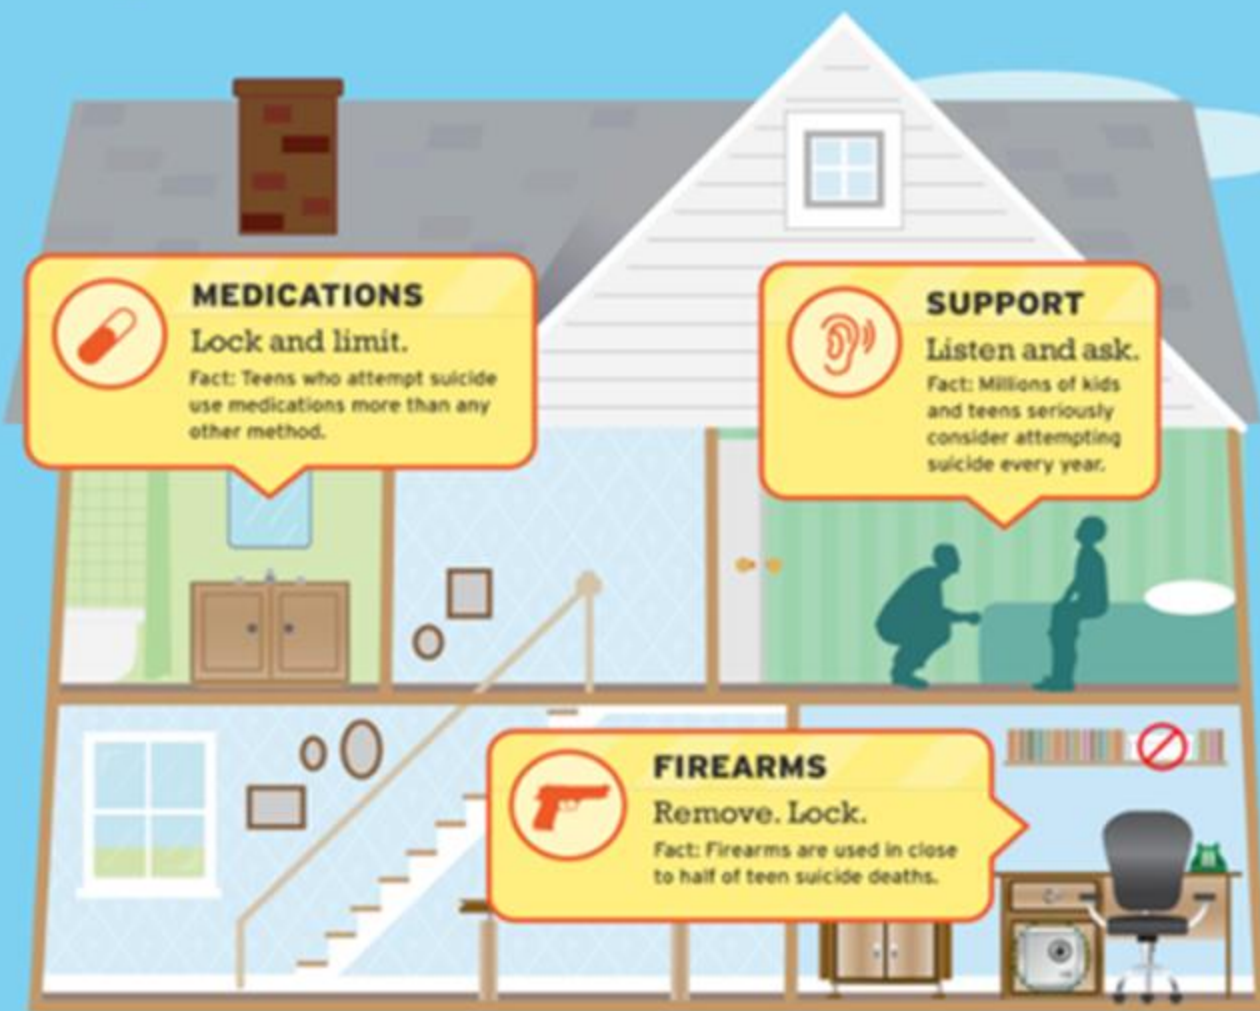 MEDICATIONS
Lock and limit.
Fact: Teens who attempt suicide
use medications more than any
other method.
SUPPORT
Listen and ask.
Fact: Millions of kids
and teens seriously
consider attempting
suicide every year.
FIREARMS
Remove. Lock.
Fact: Firearms are used in close
to half of teen suicide deaths.